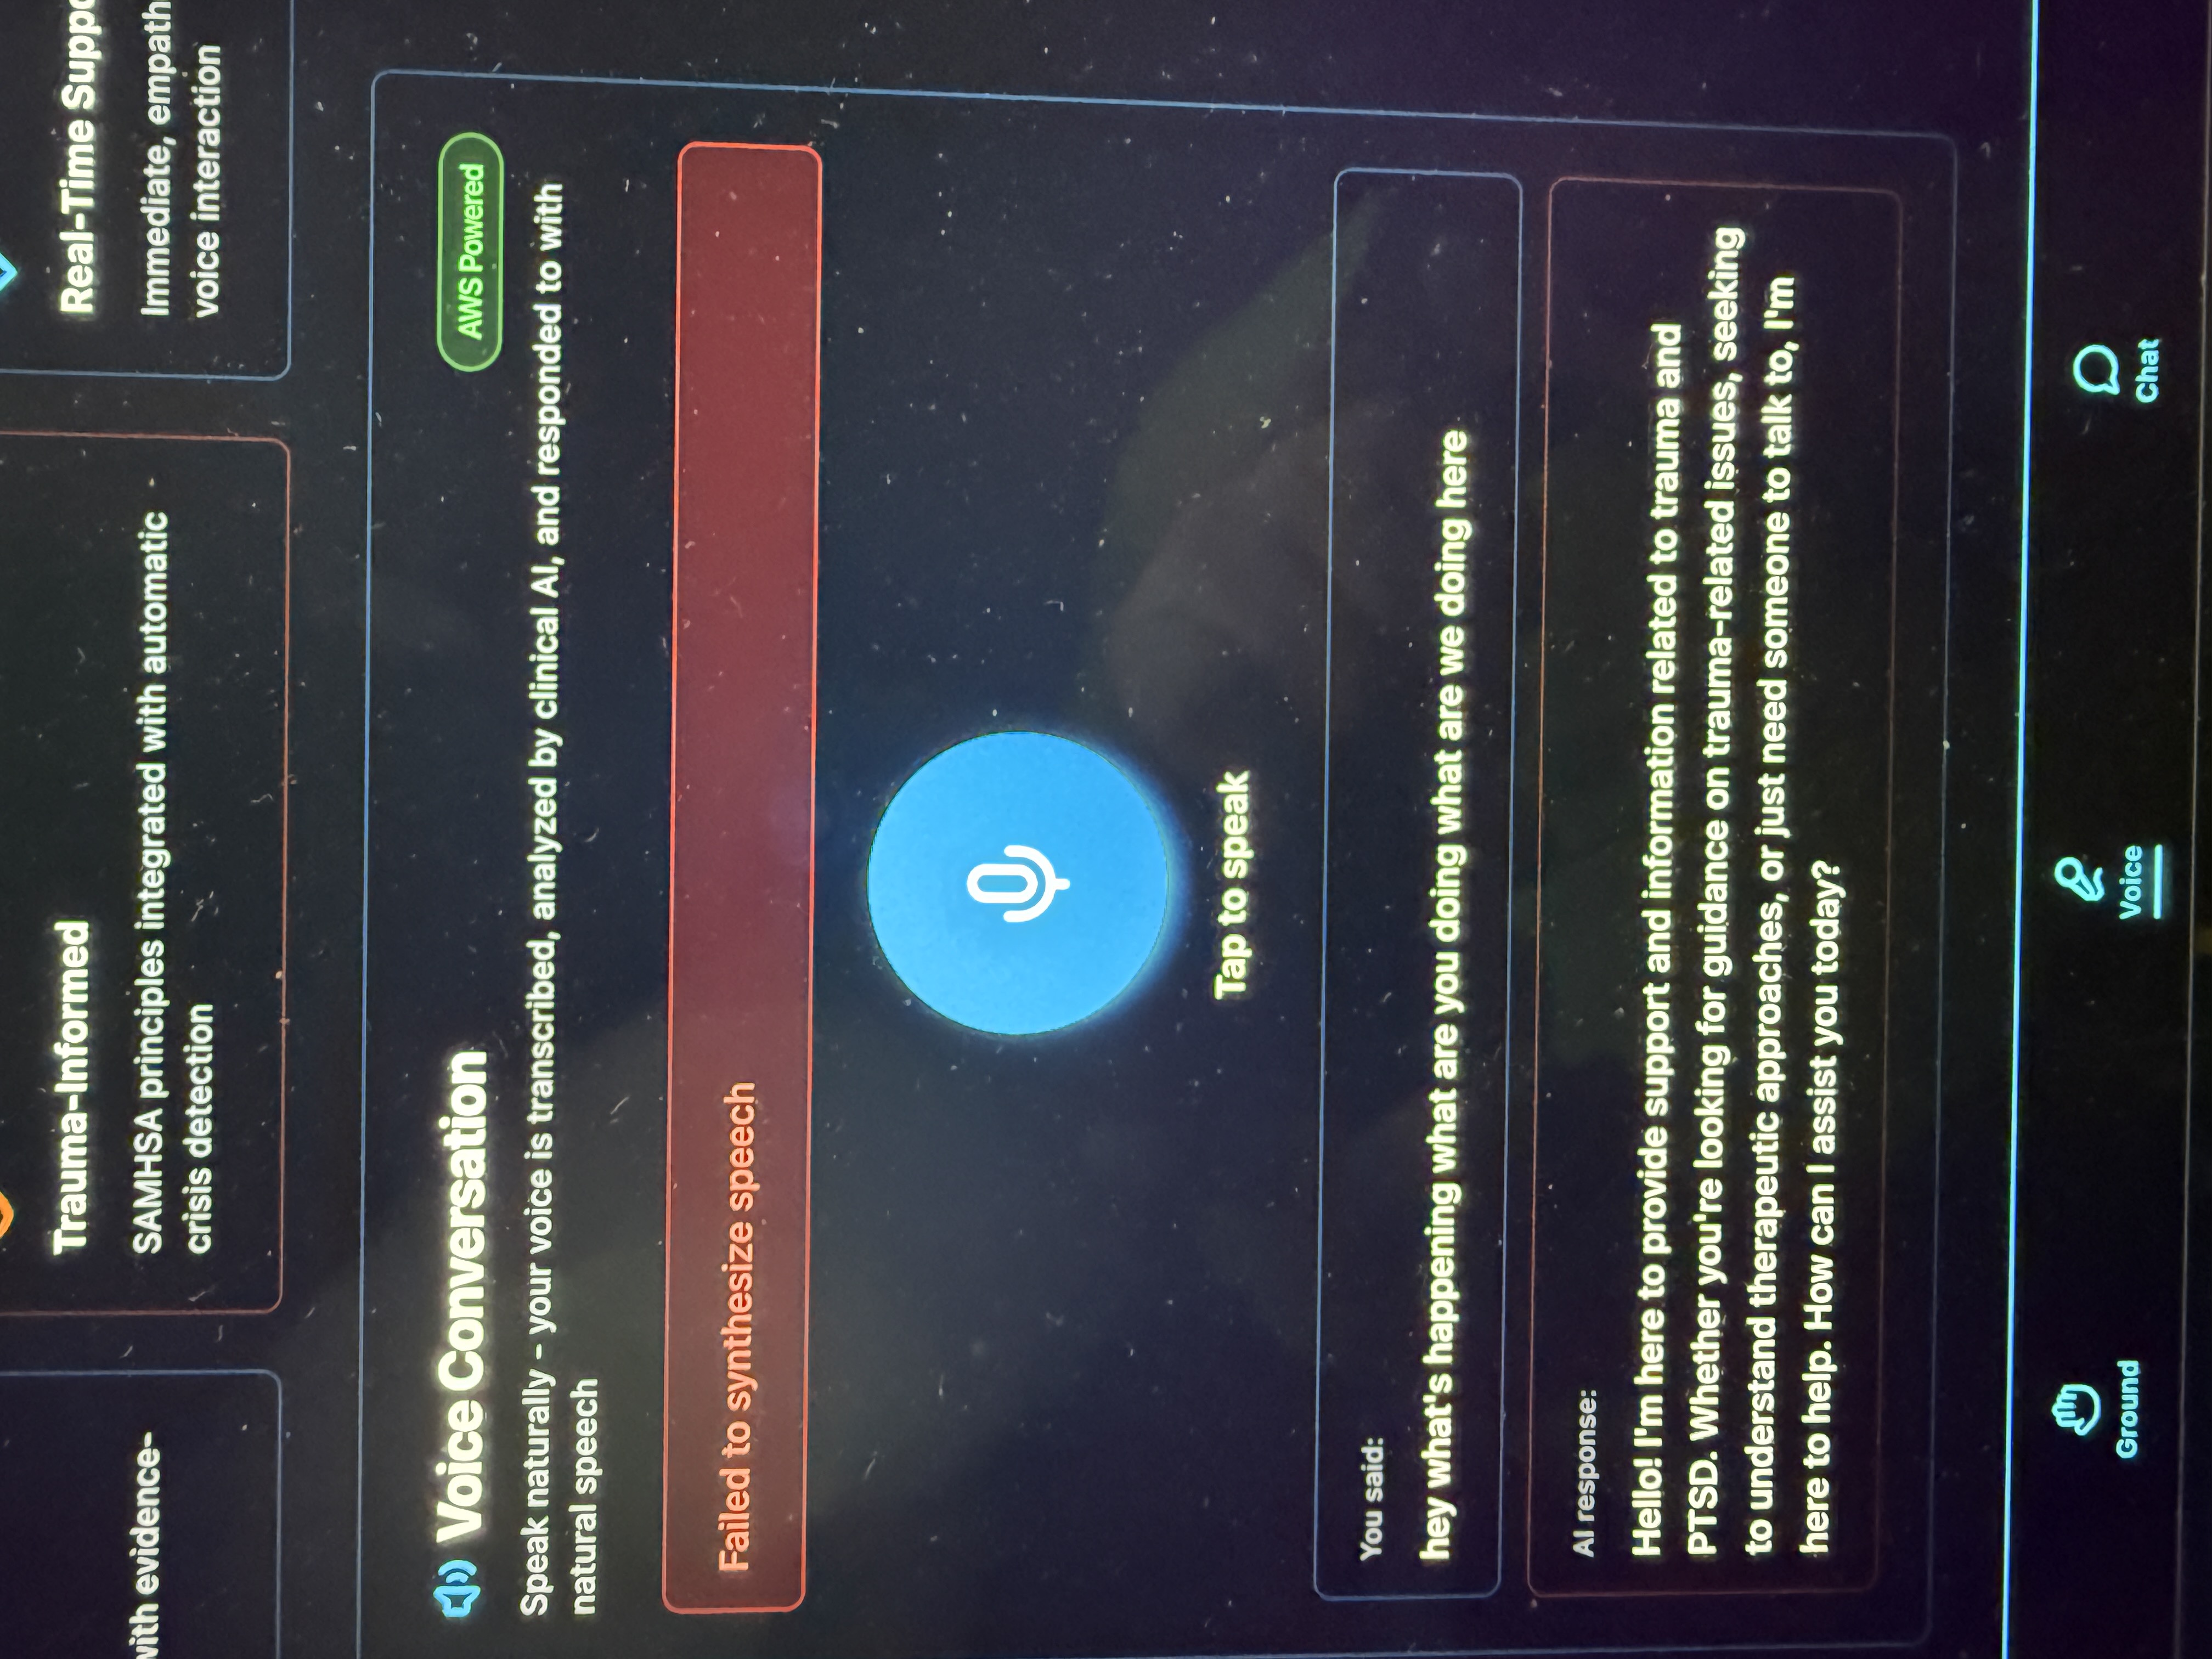 with evidence-
Trauma-Informed
SAMHSA principles integrated with automatic
crisis detection
Real-Time
Immediate,
voice interaction
Voice Conversation
AWS Powered
Speak naturally - your voice is transcribed, analyzed by clinical AI, and responded to with
natural speech
Failed to synthesize speech
Tap to speak
You said:
hey what's happening what are you doing what are we doing here
AI response:
Hello! I'm here to provide support and information related to trauma and
PTSD. Whether you're looking for guidance on trauma-related issues, seeking
to understand therapeutic approaches, or just need someone to talk to, I'm
here to help. How can I assist you today?
Ground
Voice
Chat